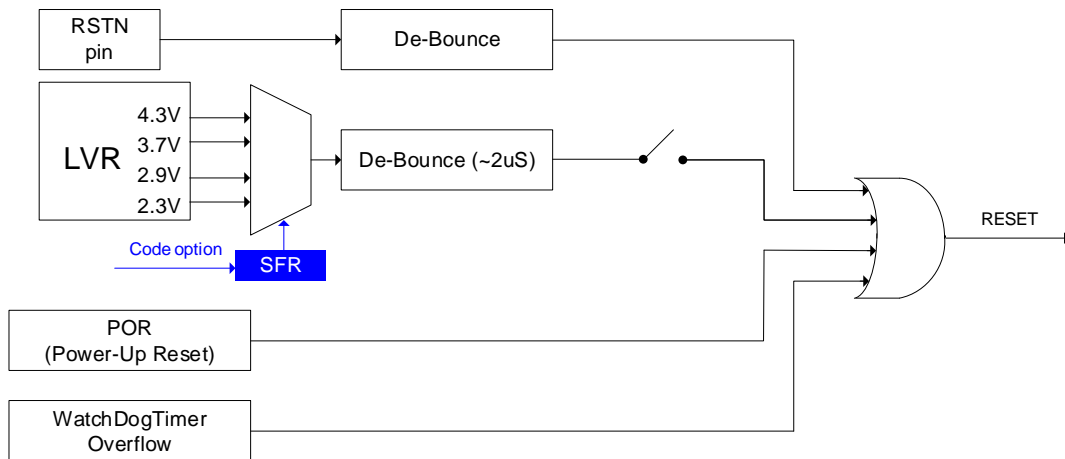 RSTN
pin
De-Bounce
LVR
4.3V
3.7V
2.9V
2.3V
De-Bounce (~2uS)
Code option
SFR
RESET
POR
(Power-Up Reset)
WatchDogTimer
Overflow